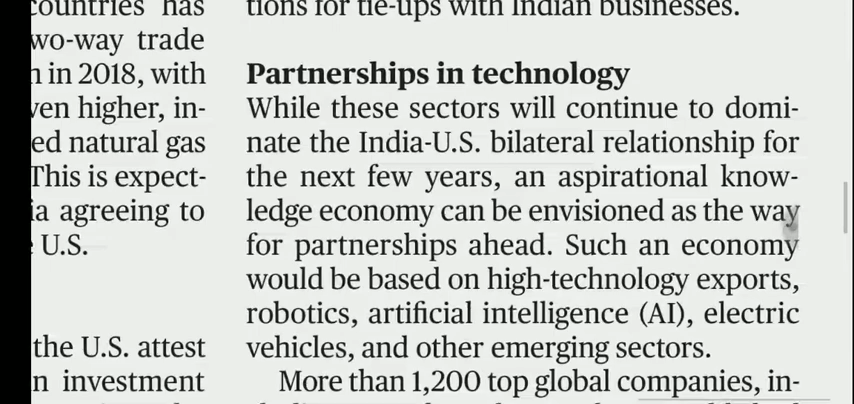 countries has
two-way trade
in 2018, with
even higher, in-
ed natural gas
This is expect-
ia agreeing to
U.S.
the U.S. attest
n investment
tions for tie-ups with Indian businesses.
Partnerships in technology
While these sectors will continue to domi-
nate the India-U.S. bilateral relationship for
the next few years, an aspirational know-
ledge economy can be envisioned as the way
for partnerships ahead. Such an economy
would be based on high-technology exports,
robotics, artificial intelligence (AI), electric
vehicles, and other emerging sectors.
More than 1,200 top global companies, in-